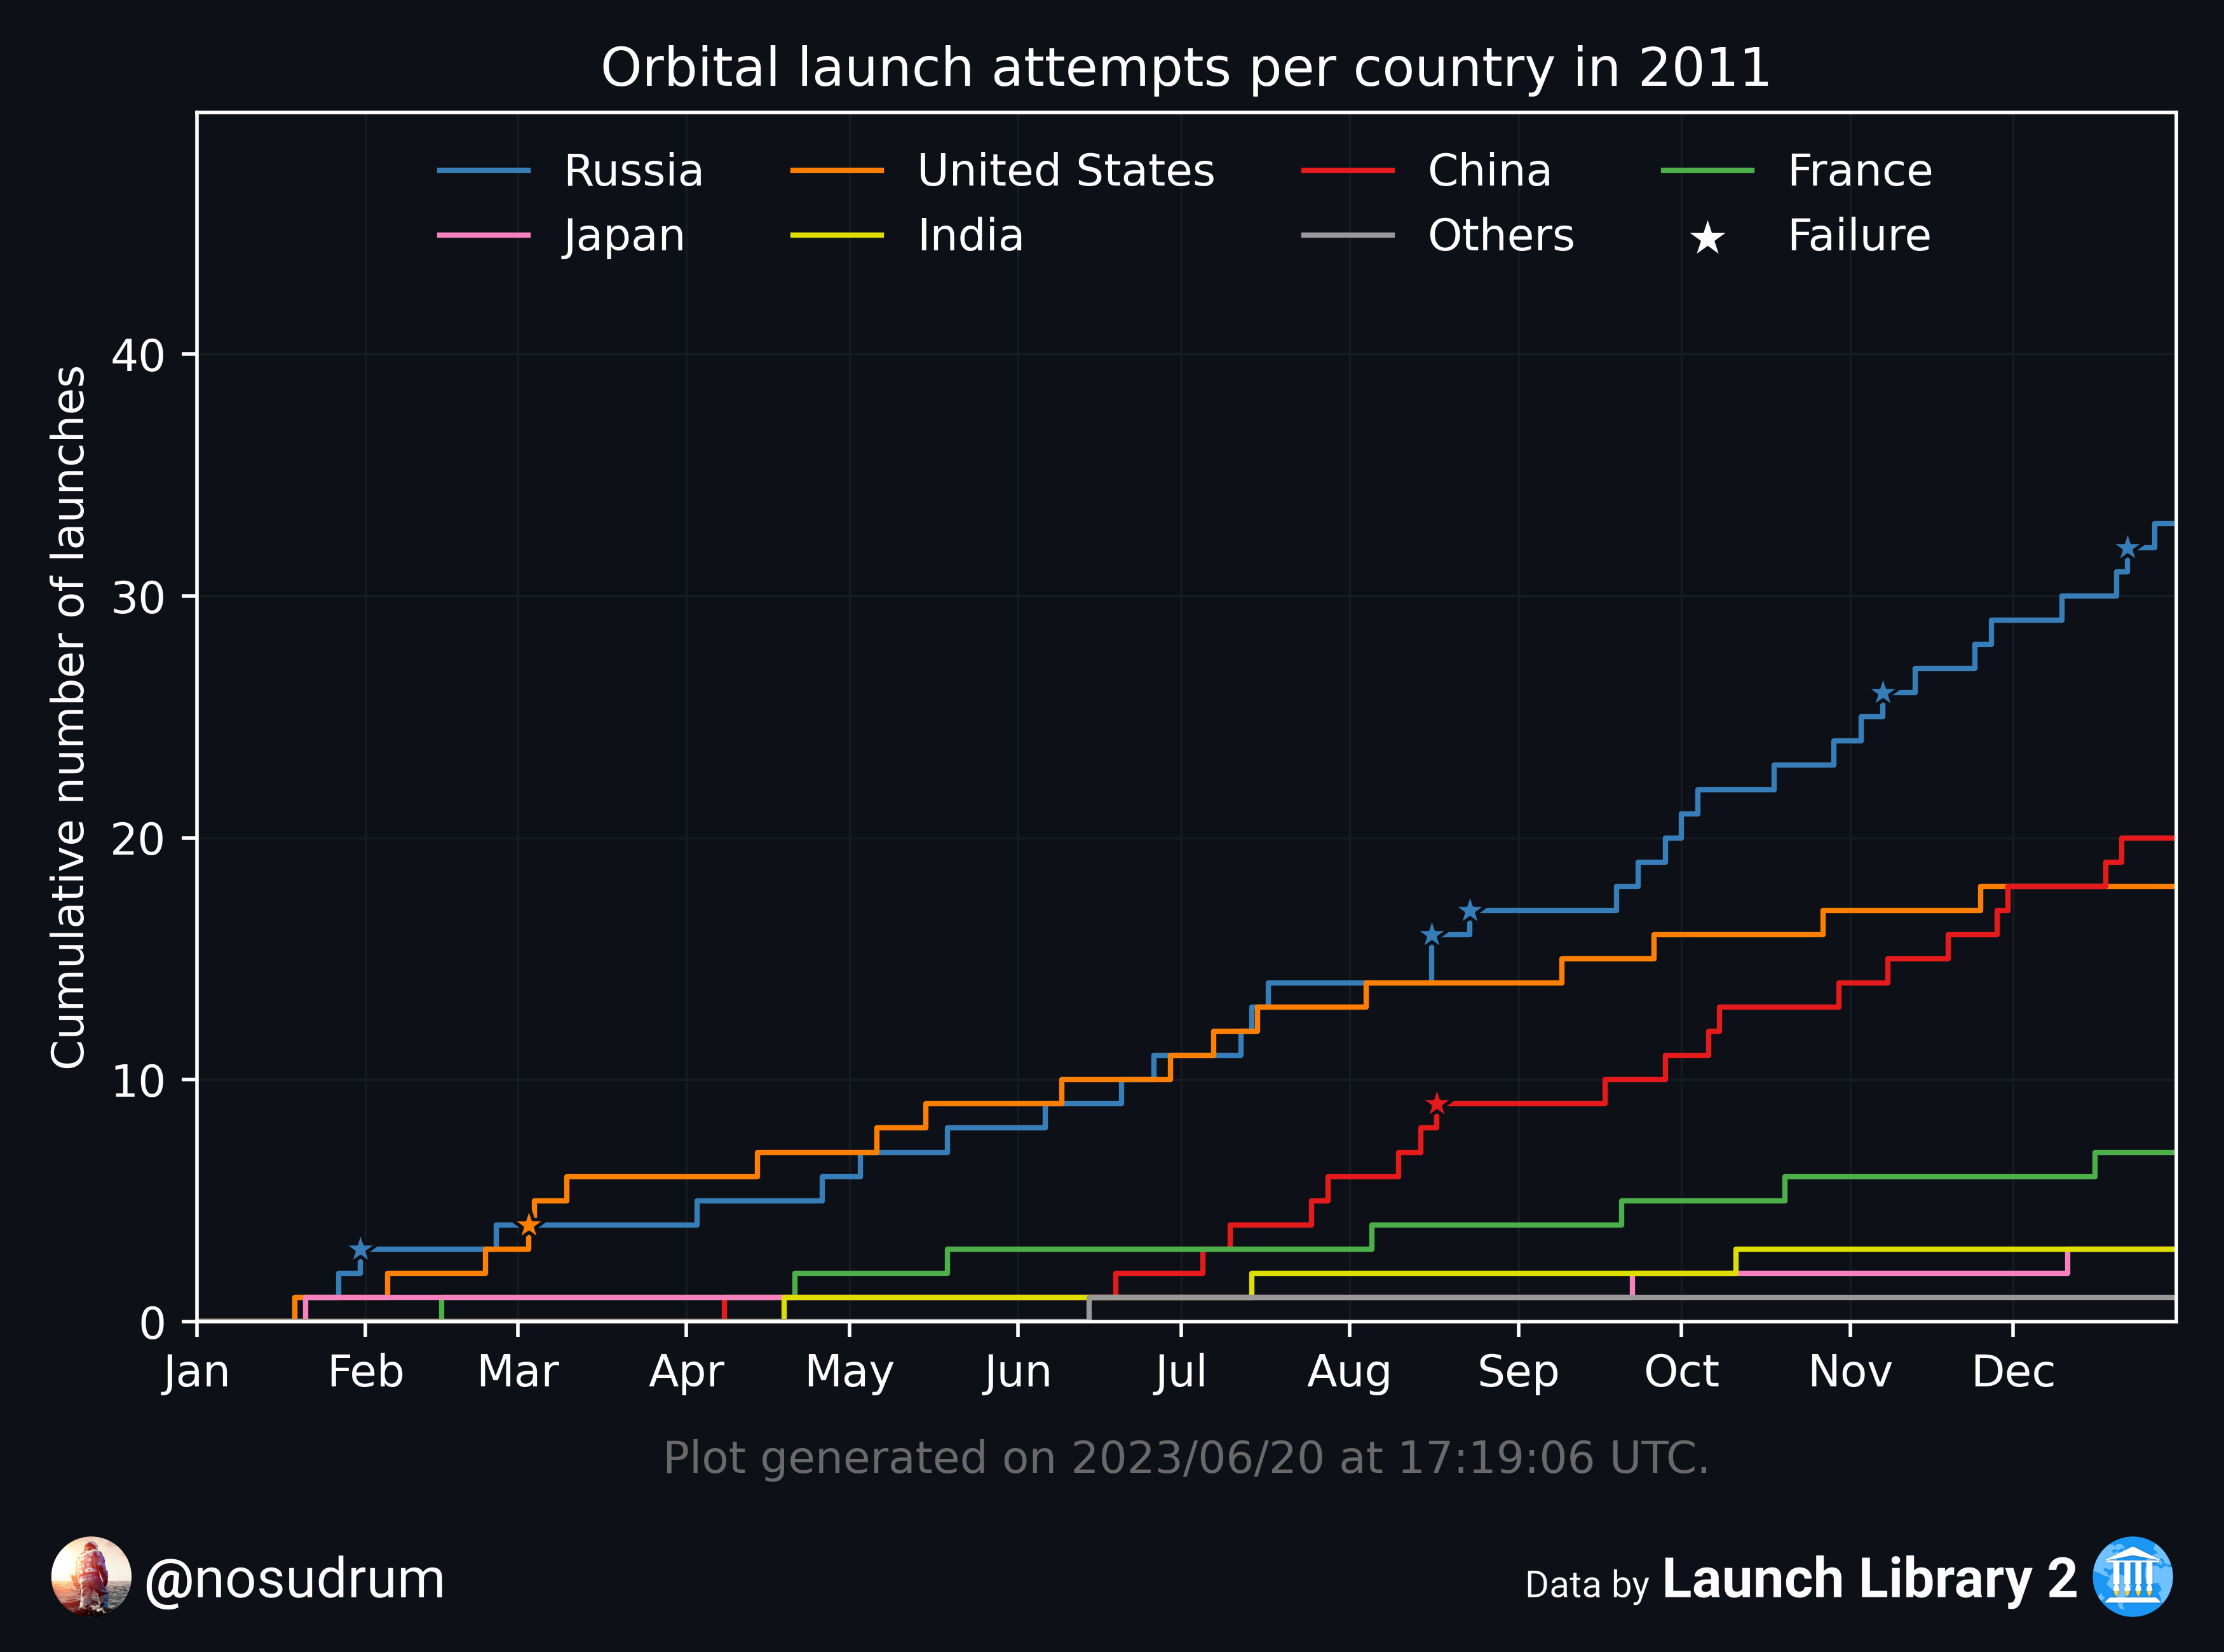 Orbital launch attempts per country in 2011
Russia United States China France
Japan India Others Failure
Cumulative number of launches
40
30
20
10
0
Jan Feb Mar Apr May Jun Jul Aug Sep Oct Nov Dec
Plot generated on 2023/06/20 at 17:19:06 UTC.
@nosudrum
Data by Launch Library 2